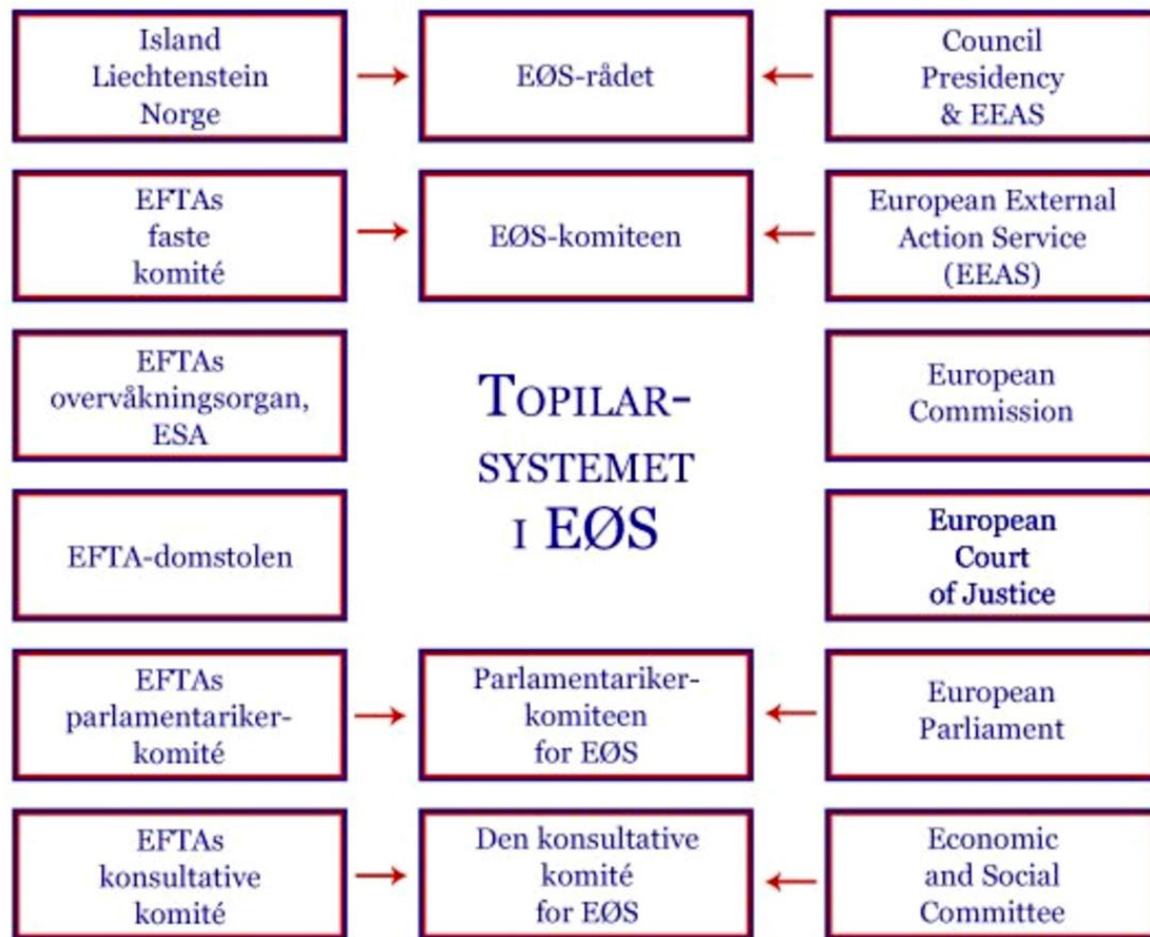 Island
Liechtenstein
Norge
EØS-rådet
Council
Presidency
& EEAS
EFTAs
faste
komité
EØS-komiteen
European External
Action Service
(EEAS)
EFTAs
overvåkningsorgan,
ESA
TOPILAR-
SYSTEMET
I EØS
European
Commission
EFTA-domstolen
European
Court
of Justice
EFTAs
parlamentariker-
komité
Parlamentariker-
komiteen
for EØS
European
Parliament
EFTAs
konsultative
komité
Den konsultative
komité
for EØS
Economic
and Social
Committee